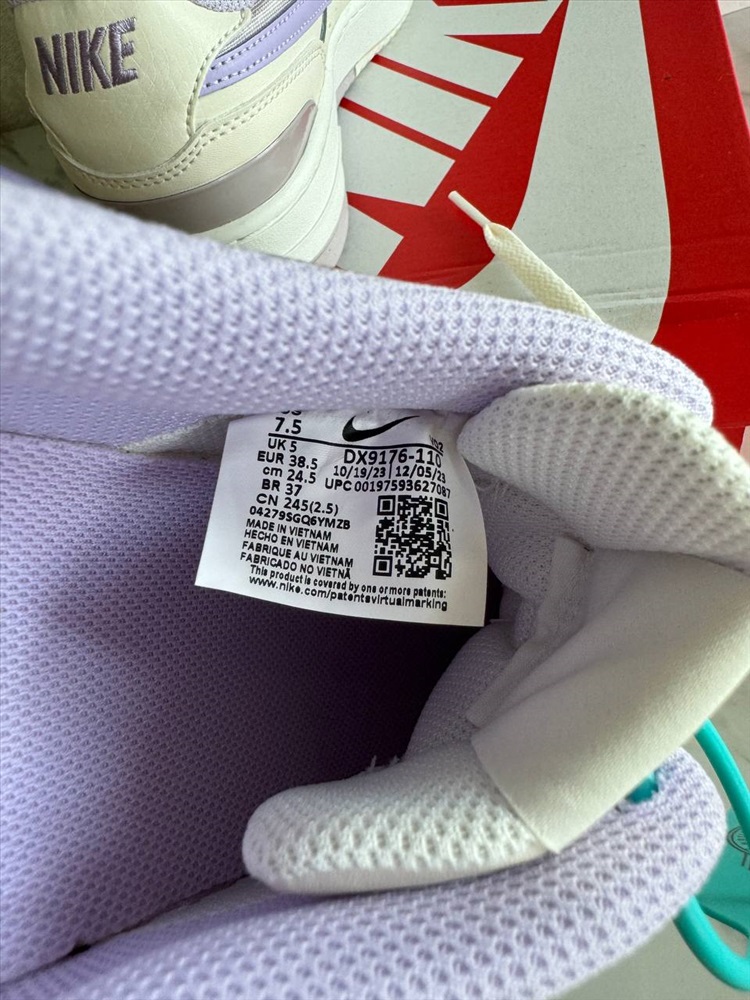 NIKE
7.5
UK 5
EUR 38.5
cm 24.5
BR 37
CN 245(2.5)
04279SGQ6YMZB
DX9176-110
10/19/23 12/05/23
UPC 00197593627087
MADE IN VIETNAM
HECHO EN VIETNAM
FABRIQUE AU VIETNAM
FABRICADO NO VIETNÃ
This product is covered by one or more patents:
www.nike.com/patentsvirtualmarking